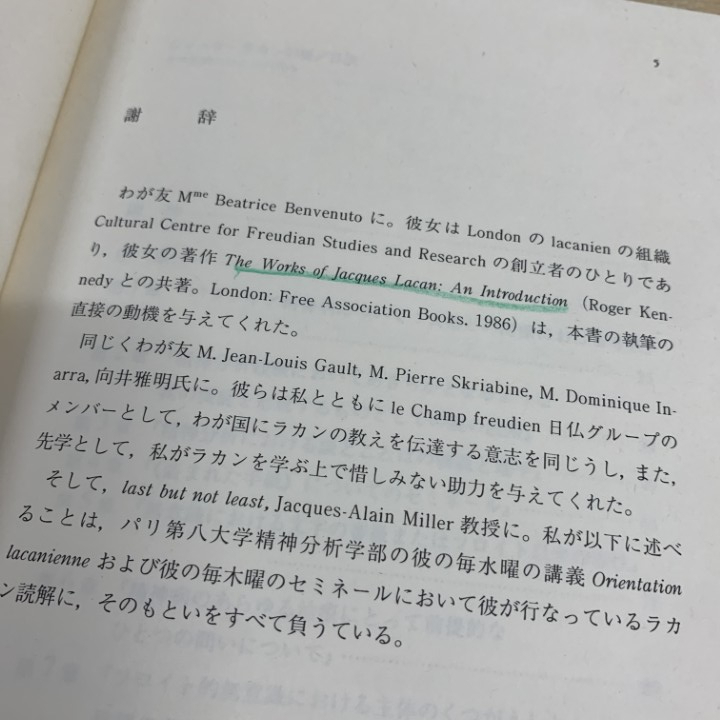 5
謝　　辞
わが友 Mme Beatrice Benvenuto に。彼女は London の lacanien の組織
Cultural Centre for Freudian Studies and Research の創立者のひとりであ
り，彼女の著作 The Works of Jacques Lacan: An Introduction（Roger Ken-
nedy との共著。London: Free Association Books. 1986）は，本書の執筆の
直接の動機を与えてくれた。
同じくわが友 M. Jean-Louis Gault, M. Pierre Skriabine, M. Dominique In-
arra, 向井雅明氏に。彼らは私とともに le Champ freudien 日仏グループの
メンバーとして，わが国にラカンの教えを伝達する意志を同じうし，また，
先学として，私がラカンを学ぶ上で惜しみない助力を与えてくれた。
そして，last but not least, Jacques-Alain Miller 教授に。私が以下に述べ
ることは，パリ第八大学精神分析学部の彼の毎水曜の講義 Orientation
lacanienne および彼の毎木曜のセミネールにおいて彼が行なっているラカ
ン読解に，そのもといをすべて負うている。